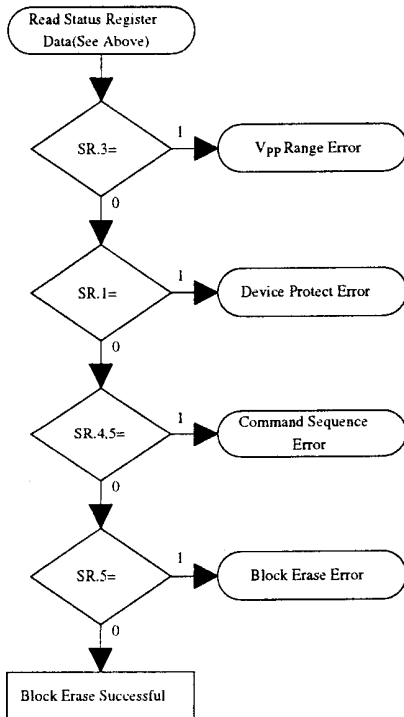 Read Status Register
Data(See Above)
SR.3=
1
VPP Range Error
0
SR.1=
1
Device Protect Error
0
SR.4.5=
1
Command Sequence
Error
0
SR.5=
1
Block Erase Error
0
Block Erase Successful